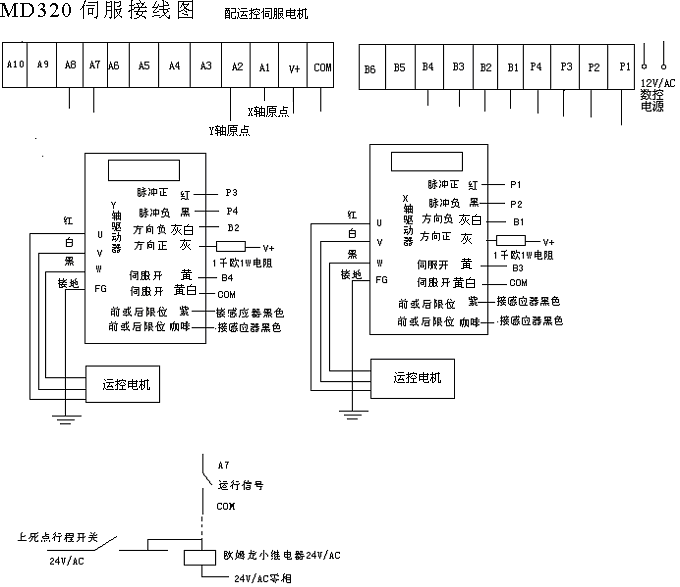 MD320 伺服接线图 配运控伺服电机
A10 A9 A8 A7 A6 A5 A4 A3 A2 A1 V+ COM
B6 B5 B4 B3 B2 B1 P4 P3 P2 P1
12V/AC
数控
电源
X轴原点
Y轴原点
Y轴驱动器
脉冲正 红 P3
脉冲负 黑 P4
方向负 灰白 B2
方向正 灰 V+
1千欧1W电阻
伺服开 黄 B4
伺服开 黄白 COM
前或后限位 紫 接感应器黑色
前或后限位 咖啡 接感应器黑色
红 U
白 V
黑 W
接地 FG
运控电机
X轴驱动器
脉冲正 红 P1
脉冲负 黑 P2
方向负 灰白 B1
方向正 灰 V+
1千欧1W电阻
伺服开 黄 B3
伺服开 黄白 COM
前或后限位 紫 接感应器黑色
前或后限位 咖啡 接感应器黑色
红 U
白 V
黑 W
接地 FG
运控电机
A7
运行信号
COM
上死点行程开关
24V/AC
欧姆龙小继电器24V/AC
24V/AC零相